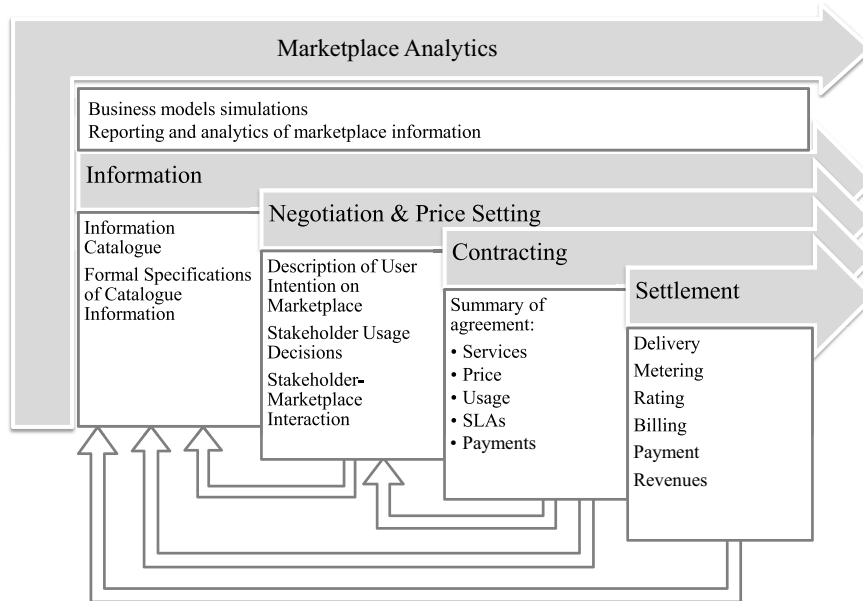 Marketplace Analytics
Business models simulations
Reporting and analytics of marketplace information
Information
Information
Catalogue
Formal Specifications
of Catalogue
Information
Negotiation & Price Setting
Description of User
Intention on
Marketplace
Stakeholder Usage
Decisions
Stakeholder-
Marketplace
Interaction
Contracting
Summary of
agreement:
• Services
• Price
• Usage
• SLAs
• Payments
Settlement
Delivery
Metering
Rating
Billing
Payment
Revenues